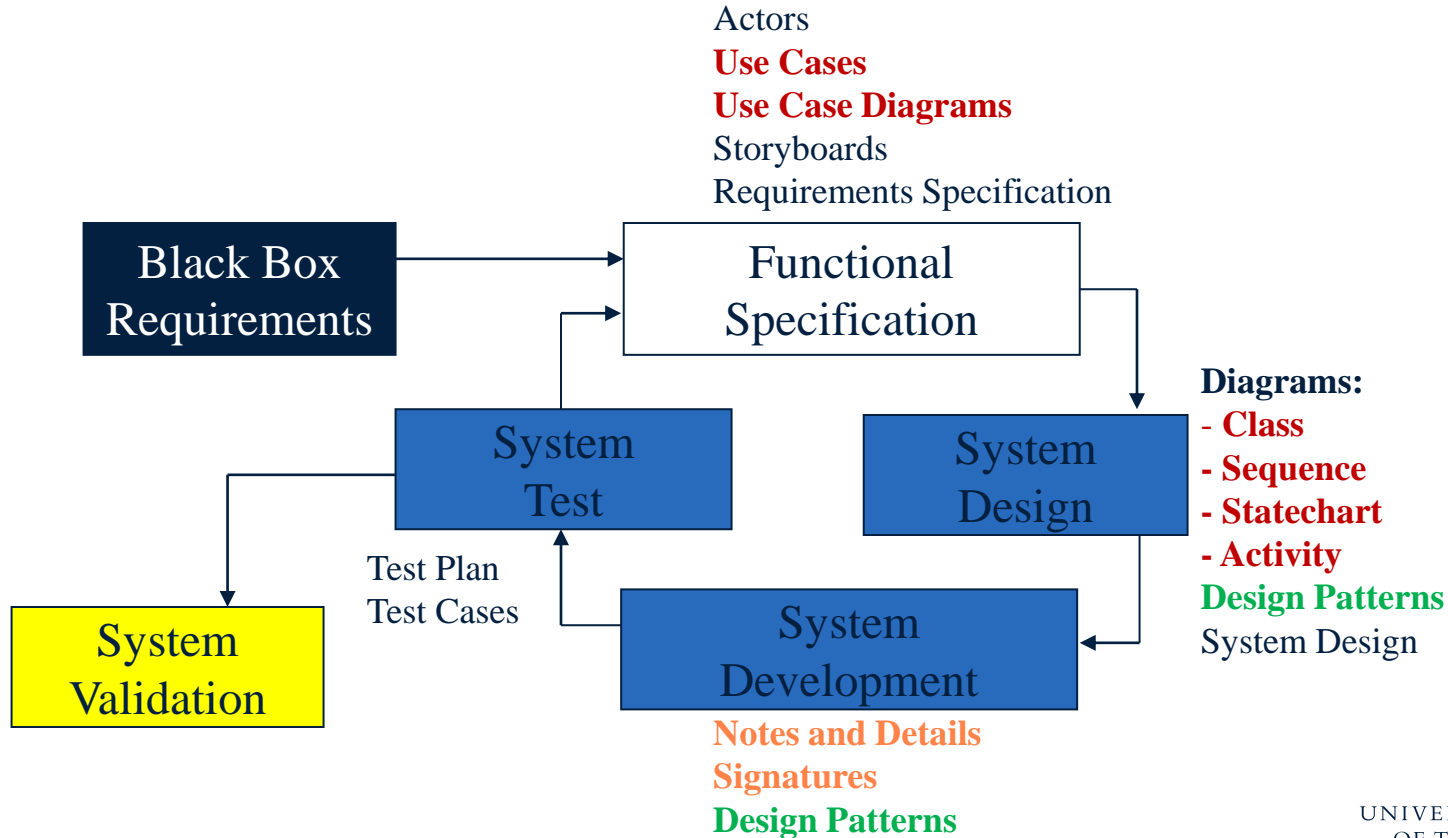 Actors
Use Cases
Use Case Diagrams
Storyboards
Requirements Specification
Black Box
Requirements
Functional
Specification
Diagrams:
- Class
- Sequence
- Statechart
- Activity
Design Patterns
System Design
System
Test
System
Design
Test Plan
Test Cases
System
Validation
System
Development
Notes and Details
Signatures
Design Patterns
UNIVE
OF T